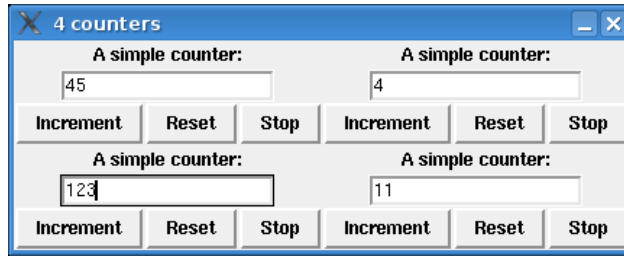 4 counters
A simple counter: A simple counter:
45 4
Increment Reset Stop Increment Reset Stop
A simple counter: A simple counter:
123 11
Increment Reset Stop Increment Reset Stop